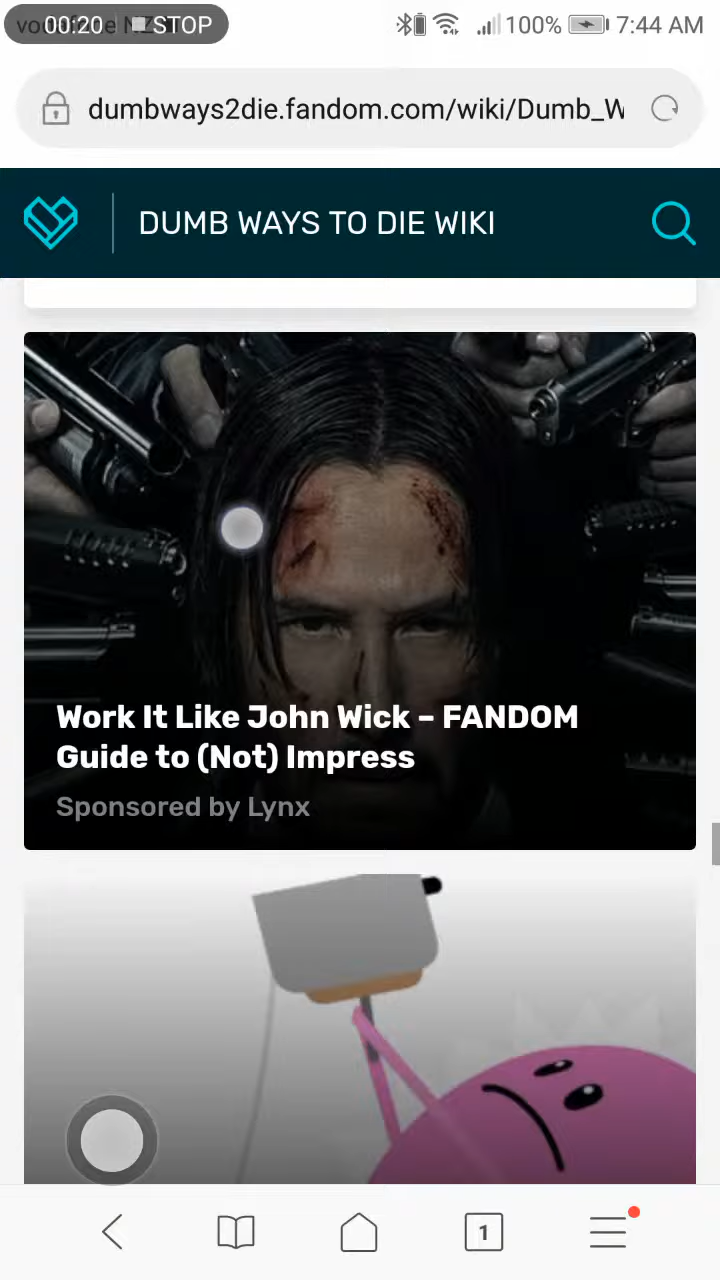 00:20 STOP 100% 7:44 AM
dumbways2die.fandom.com/wiki/Dumb_W
DUMB WAYS TO DIE WIKI
Work It Like John Wick – FANDOM
Guide to (Not) Impress
Sponsored by Lynx
1